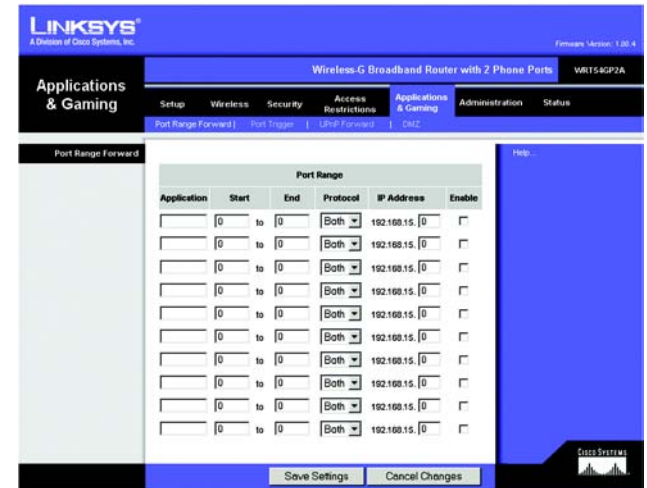 LINKSYS®
A Division of Cisco Systems, Inc.
Firmware Version: 1.00.4
Wireless-G Broadband Router with 2 Phone Ports WRT54GP2A
Applications & Gaming
Setup Wireless Security Access Restrictions Applications & Gaming Administration Status
Port Range Forward | Port Trigger | UPnP Forward | DMZ
Port Range Forward
Help...
Port Range
Application Start End Protocol IP Address Enable
0 to 0 Both 192.168.15. 0
0 to 0 Both 192.168.15. 0
0 to 0 Both 192.168.15. 0
0 to 0 Both 192.168.15. 0
0 to 0 Both 192.168.15. 0
0 to 0 Both 192.168.15. 0
0 to 0 Both 192.168.15. 0
0 to 0 Both 192.168.15. 0
0 to 0 Both 192.168.15. 0
0 to 0 Both 192.168.15. 0
Save Settings Cancel Changes
CISCO SYSTEMS